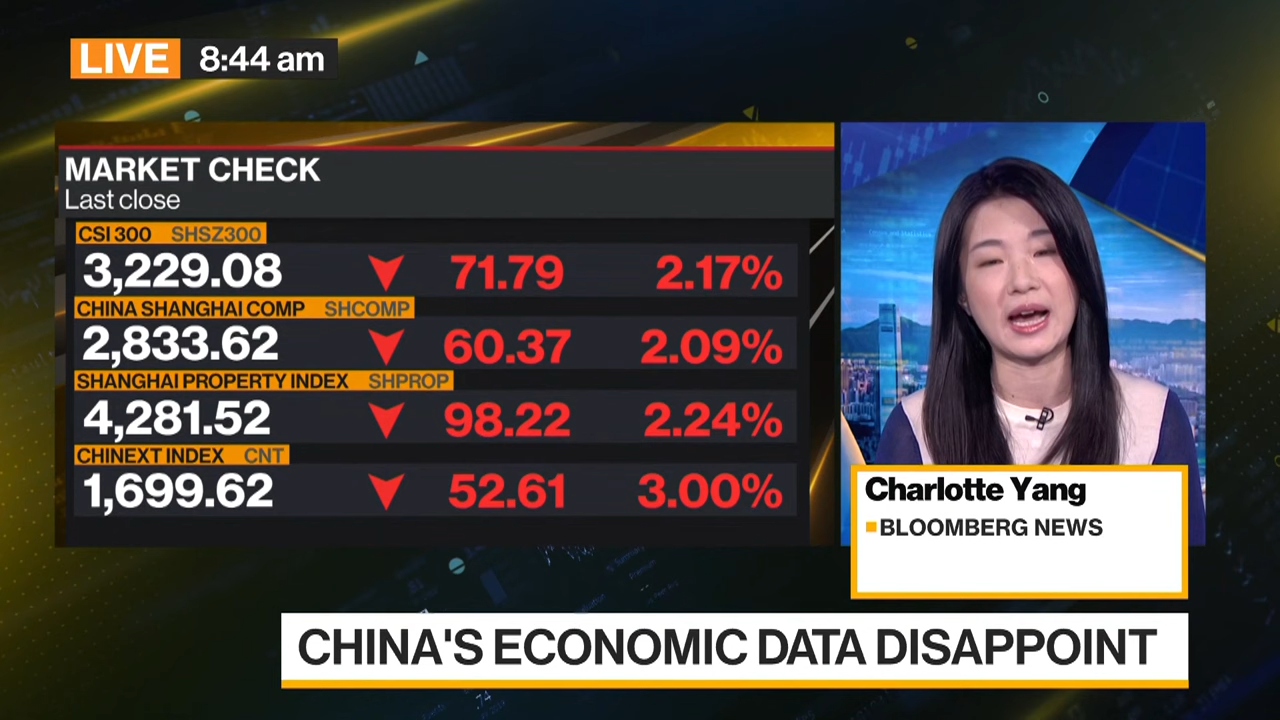 LIVE 8:44 am
MARKET CHECK
Last close
CSI 300 SHSZ300
3,229.08 71.79 2.17%
CHINA SHANGHAI COMP SHCOMP
2,833.62 60.37 2.09%
SHANGHAI PROPERTY INDEX SHPROP
4,281.52 98.22 2.24%
CHINEXT INDEX CNT
1,699.62 52.61 3.00%
Charlotte Yang
BLOOMBERG NEWS
CHINA'S ECONOMIC DATA DISAPPOINT